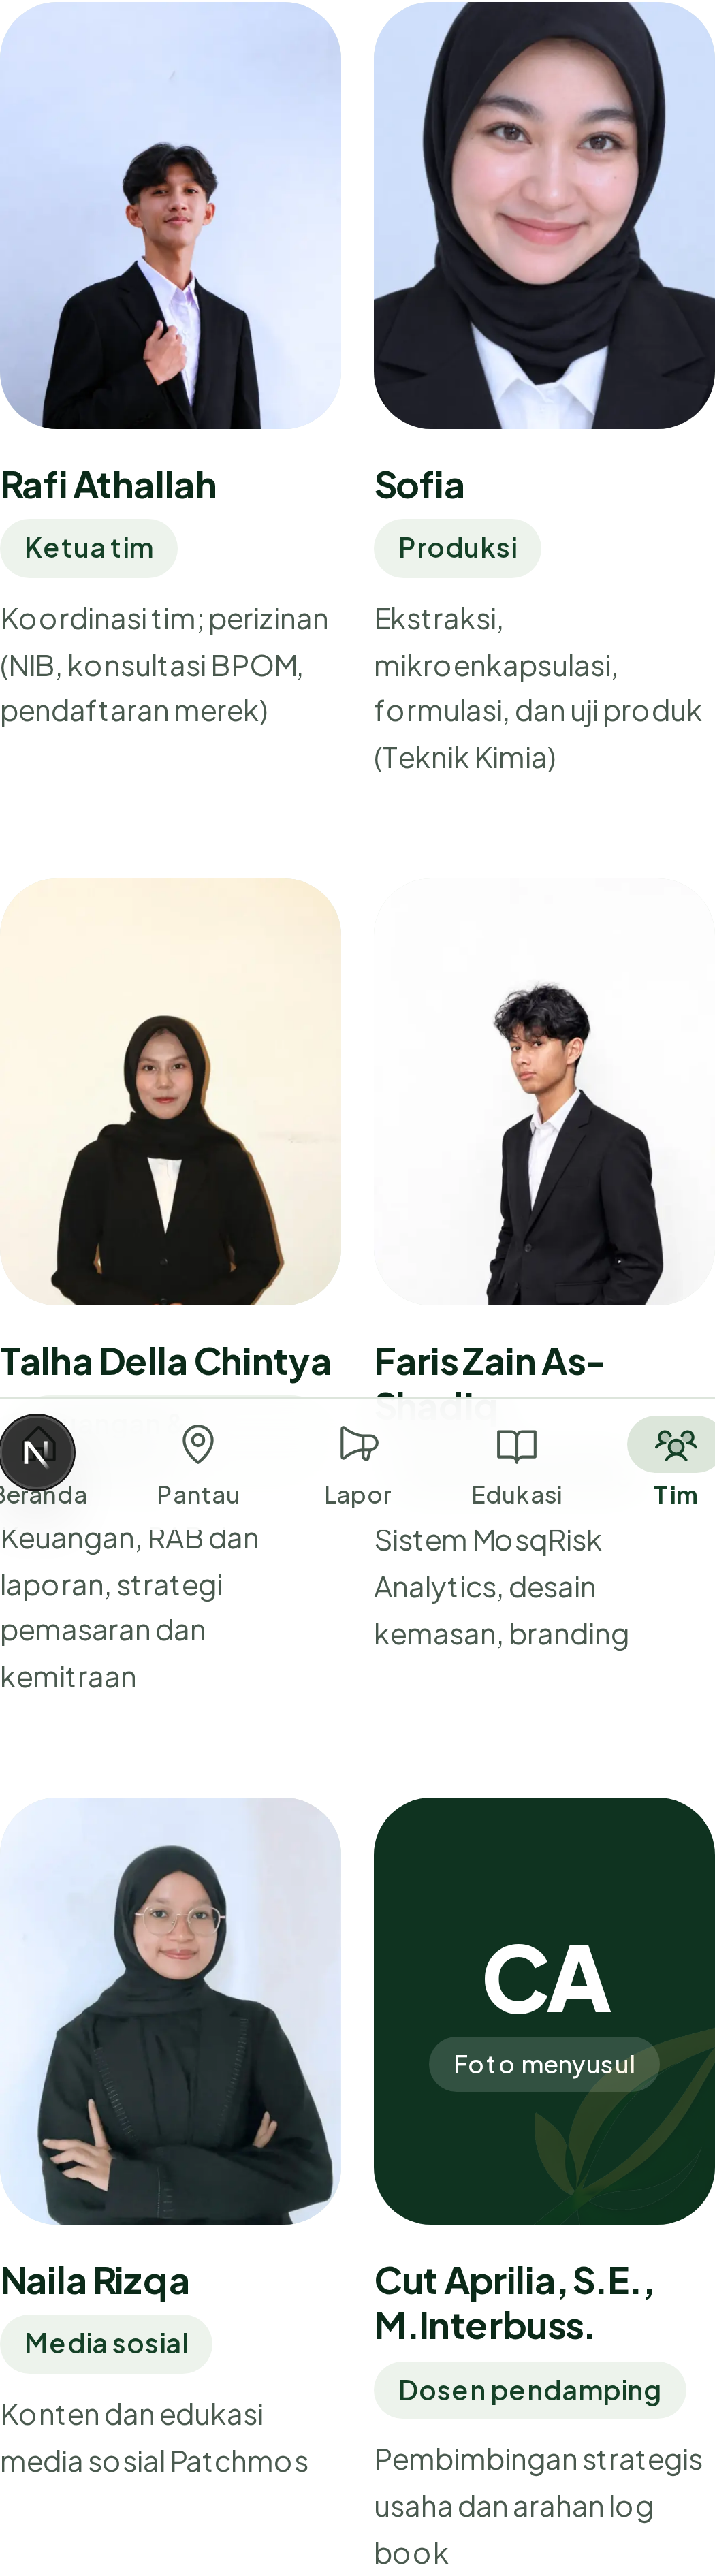 Rafi Athallah
Ketua tim
Koordinasi tim; perizinan
(NIB, konsultasi BPOM,
pendaftaran merek)
Sofia
Produksi
Ekstraksi,
mikroenkapsulasi,
formulasi, dan uji produk
(Teknik Kimia)
Talha Della Chintya
Faris Zain As-
Shadiq
N
Beranda
Pantau
Lapor
Edukasi
Tim
Keuangan, RAB dan
laporan, strategi
pemasaran dan
kemitraan
Sistem MosqRisk
Analytics, desain
kemasan, branding
Naila Rizqa
Media sosial
Konten dan edukasi
media sosial Patchmos
CA
Foto menyusul
Cut Aprilia, S.E.,
M.Interbuss.
Dosen pendamping
Pembimbingan strategis
usaha dan arahan log
book